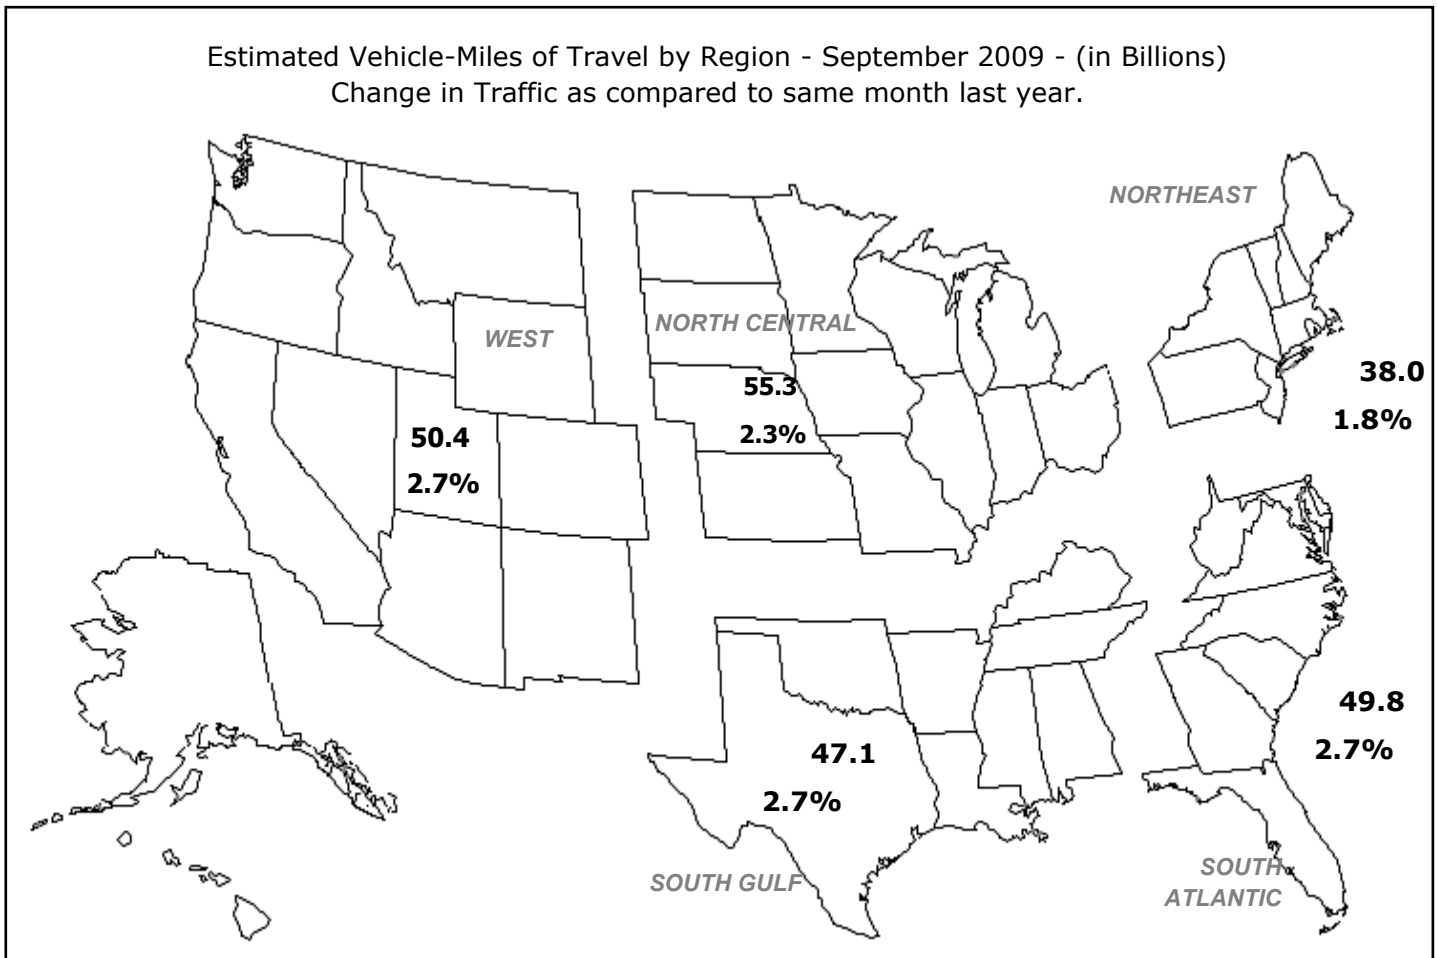 Estimated Vehicle-Miles of Travel by Region - September 2009 - (in Billions)
Change in Traffic as compared to same month last year.
NORTHEAST
38.0
1.8%
WEST
50.4
2.7%
NORTH CENTRAL
55.3
2.3%
49.8
2.7%
SOUTH
ATLANTIC
47.1
2.7%
SOUTH GULF